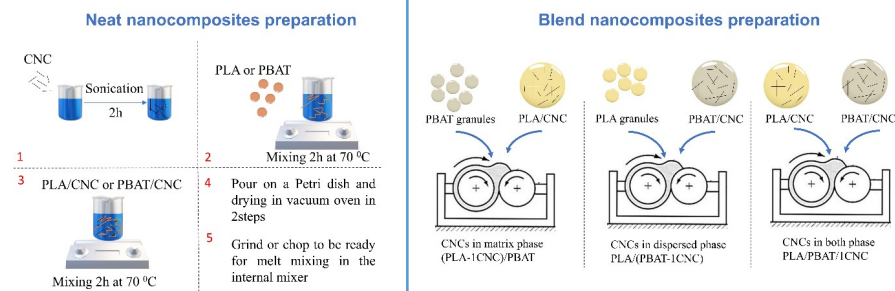 Neat nanocomposites preparation
CNC
Sonication
2h
1
PLA or PBAT
2
Mixing 2h at 70 ⁰C
3
PLA/CNC or PBAT/CNC
Mixing 2h at 70 ⁰C
4
Pour on a Petri dish and
drying in vacuum oven in
2steps
5
Grind or chop to be ready
for melt mixing in the
internal mixer
Blend nanocomposites preparation
PBAT granules
PLA/CNC
CNCs in matrix phase
(PLA-1CNC)/PBAT
PLA granules
PBAT/CNC
CNCs in dispersed phase
PLA/(PBAT-1CNC)
PLA/CNC
PBAT/CNC
CNCs in both phase
PLA/PBAT/1CNC